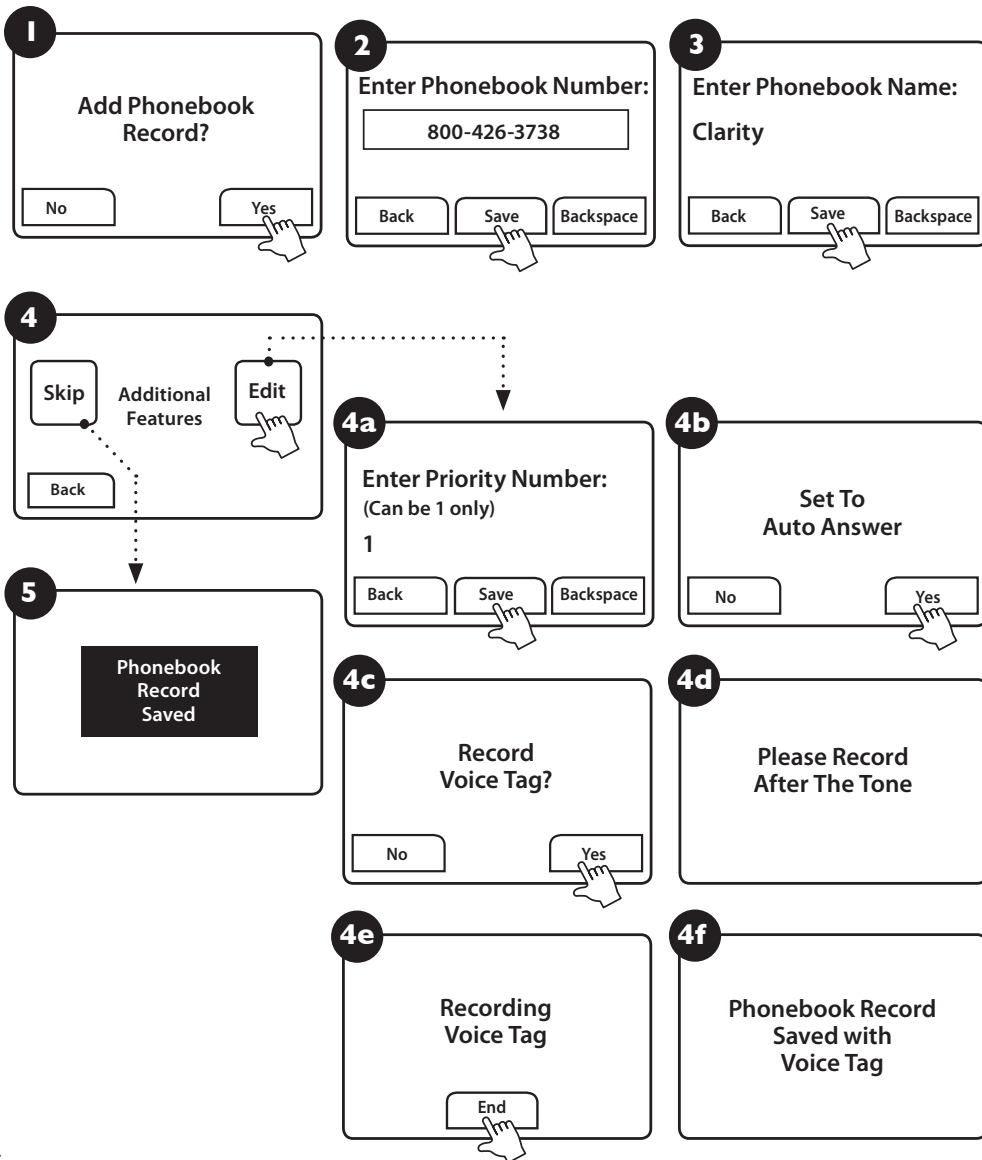 1
Add Phonebook
Record?
No
Yes
2
Enter Phonebook Number:
800-426-3738
Back
Save
Backspace
3
Enter Phonebook Name:
Clarity
Back
Save
Backspace
4
Skip
Additional
Features
Edit
Back
4a
Enter Priority Number:
(Can be 1 only)
1
Back
Save
Backspace
4b
Set To
Auto Answer
No
Yes
5
Phonebook
Record
Saved
4c
Record
Voice Tag?
No
Yes
4d
Please Record
After The Tone
4e
Recording
Voice Tag
End
4f
Phonebook Record
Saved with
Voice Tag